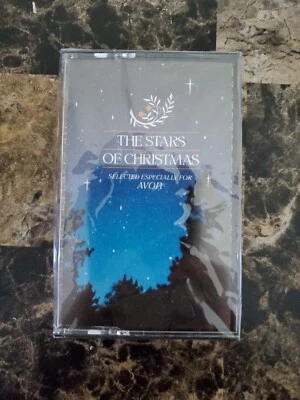 THE STARS
OF CHRISTMAS
SELECTED ESPECIALLY FOR
AVON